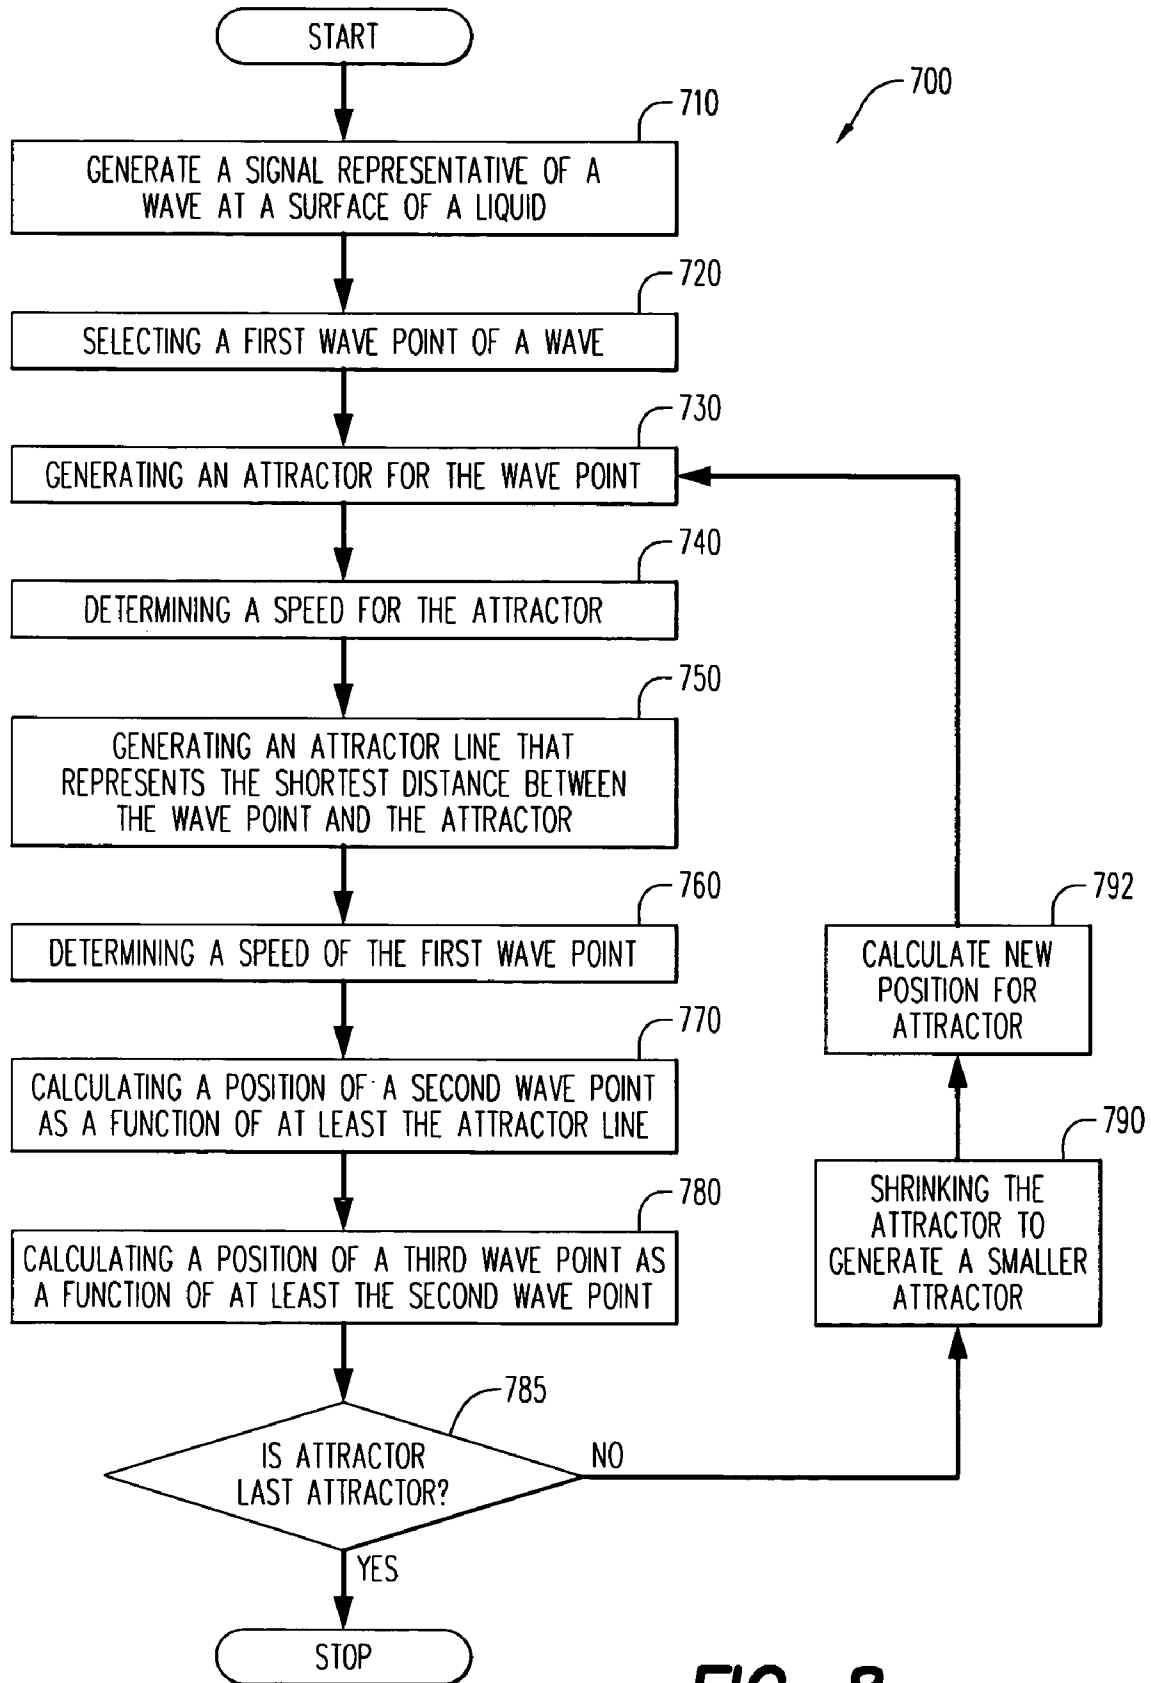 START
700
710
GENERATE A SIGNAL REPRESENTATIVE OF A
WAVE AT A SURFACE OF A LIQUID
720
SELECTING A FIRST WAVE POINT OF A WAVE
730
GENERATING AN ATTRACTOR FOR THE WAVE POINT
740
DETERMINING A SPEED FOR THE ATTRACTOR
750
GENERATING AN ATTRACTOR LINE THAT
REPRESENTS THE SHORTEST DISTANCE BETWEEN
THE WAVE POINT AND THE ATTRACTOR
760
DETERMINING A SPEED OF THE FIRST WAVE POINT
770
CALCULATING A POSITION OF A SECOND WAVE POINT
AS A FUNCTION OF AT LEAST THE ATTRACTOR LINE
780
CALCULATING A POSITION OF A THIRD WAVE POINT AS
A FUNCTION OF AT LEAST THE SECOND WAVE POINT
785
IS ATTRACTOR
LAST ATTRACTOR?
NO
YES
STOP
790
SHRINKING THE
ATTRACTOR TO
GENERATE A SMALLER
ATTRACTOR
792
CALCULATE NEW
POSITION FOR
ATTRACTOR
FIG. 8